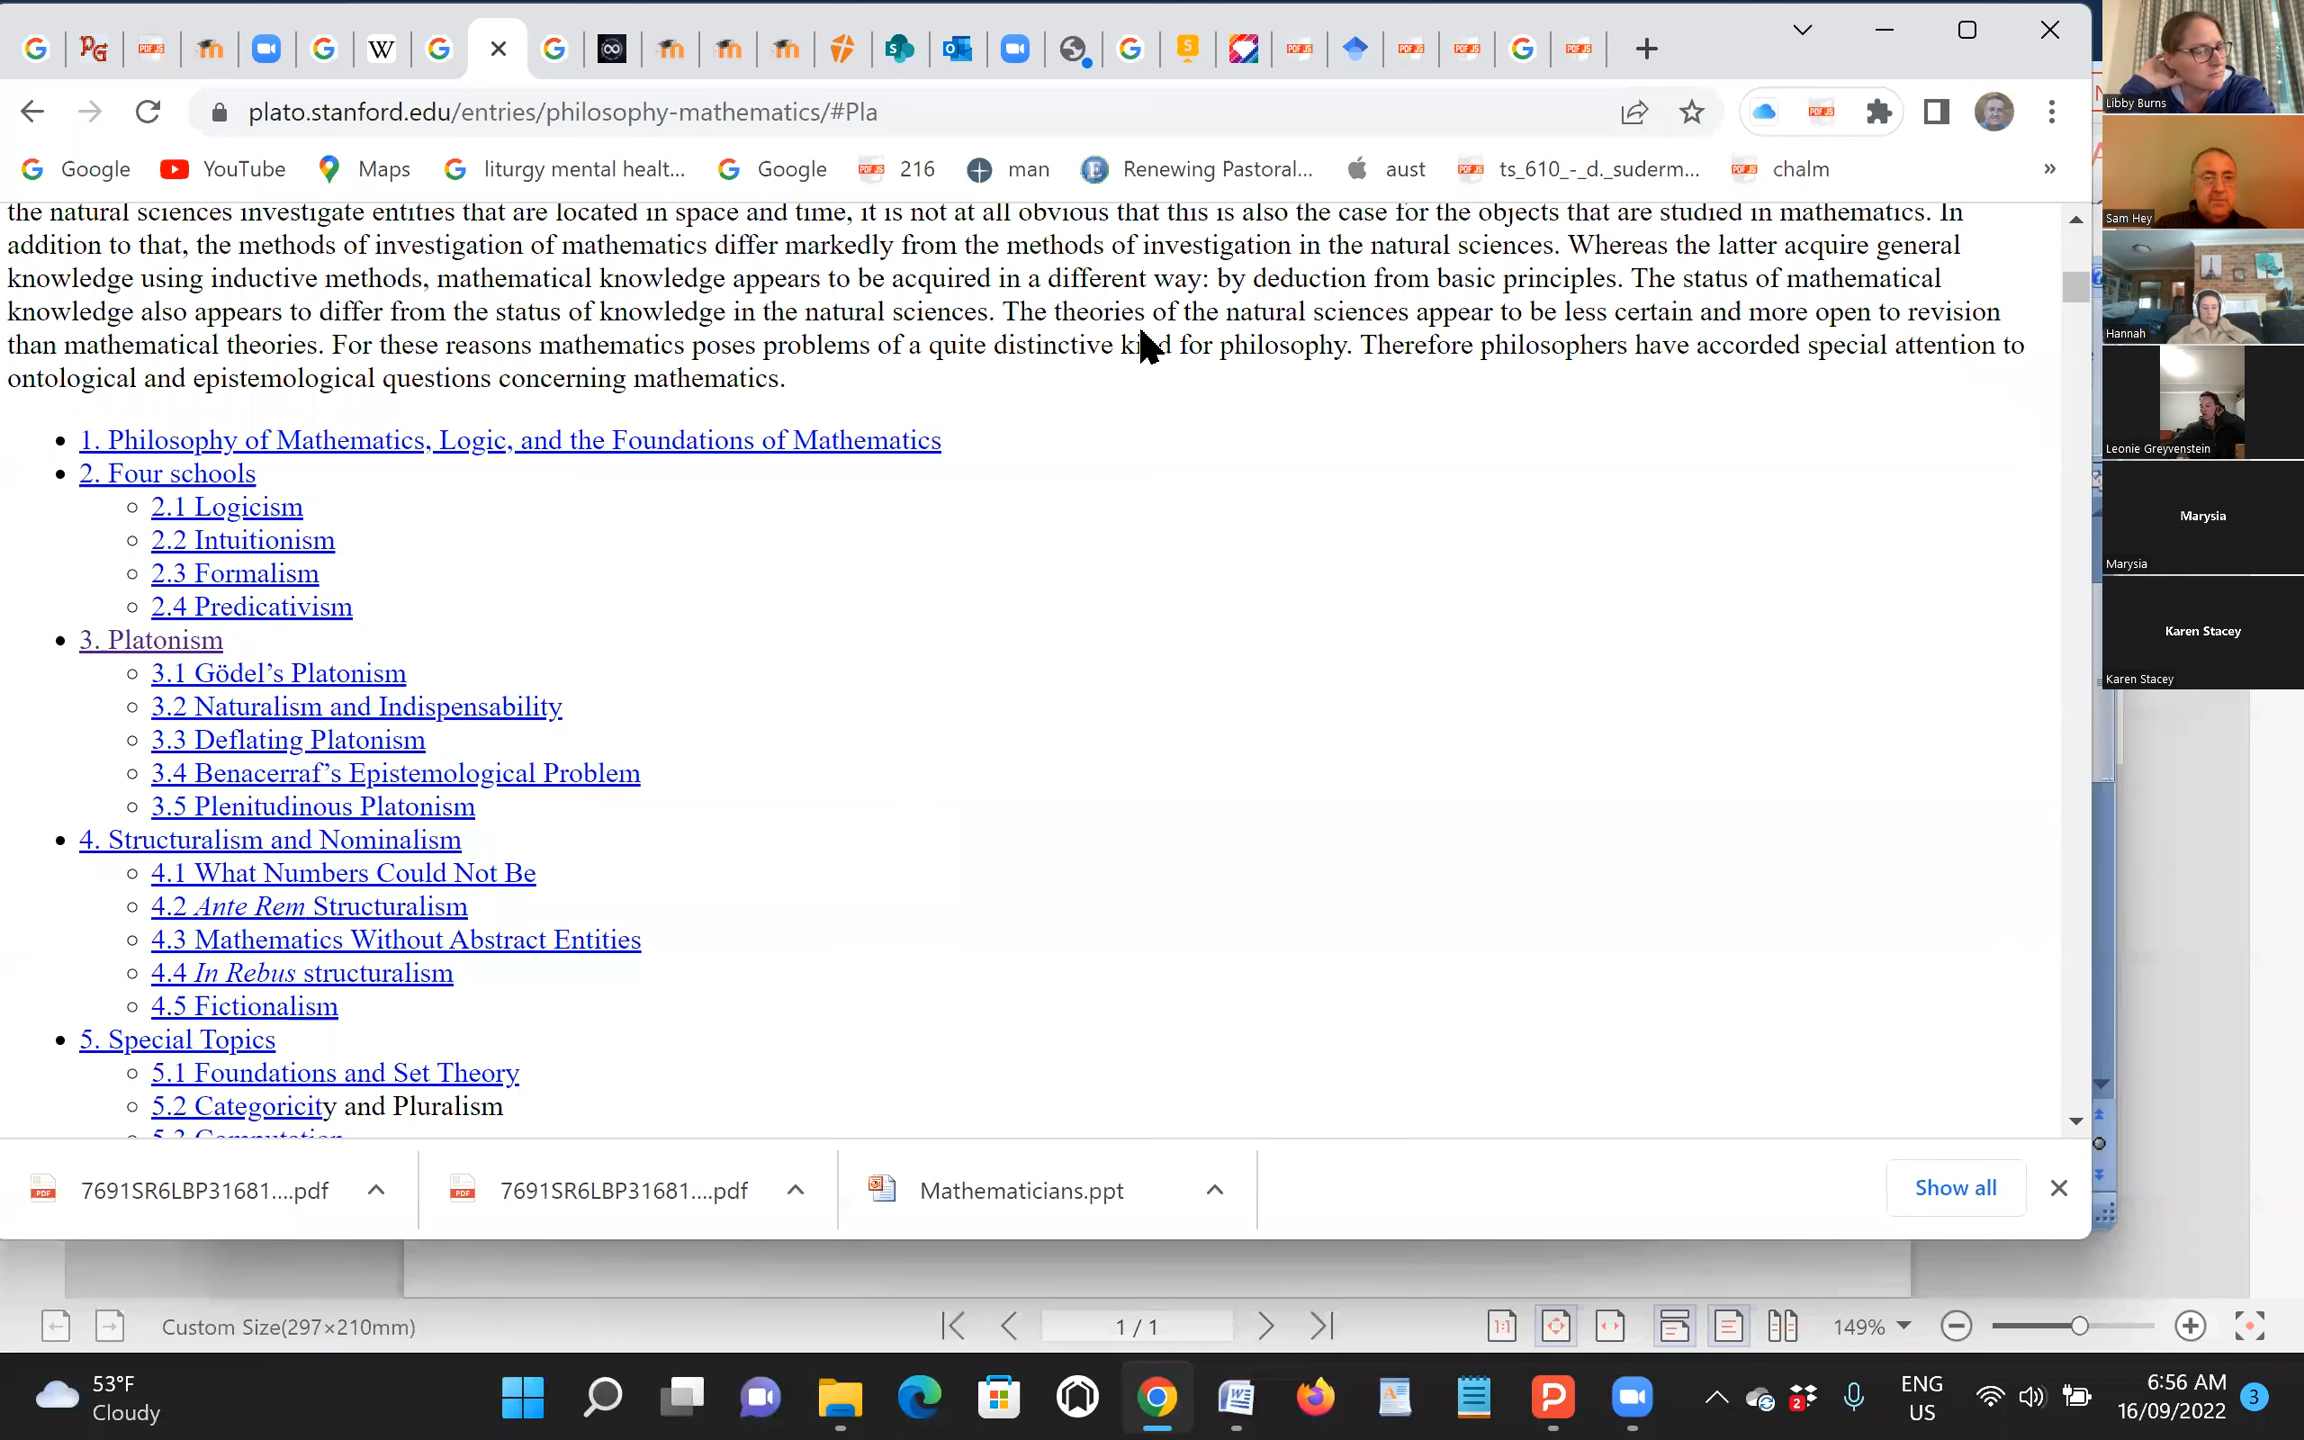 plato.stanford.edu/entries/philosophy-mathematics/#Pla
Google YouTube Maps liturgy mental healt... Google 216 man Renewing Pastoral... aust ts_610_-_d._suderm... chalm »
the natural sciences investigate entities that are located in space and time, it is not at all obvious that this is also the case for the objects that are studied in mathematics. In
addition to that, the methods of investigation of mathematics differ markedly from the methods of investigation in the natural sciences. Whereas the latter acquire general
knowledge using inductive methods, mathematical knowledge appears to be acquired in a different way: by deduction from basic principles. The status of mathematical
knowledge also appears to differ from the status of knowledge in the natural sciences. The theories of the natural sciences appear to be less certain and more open to revision
than mathematical theories. For these reasons mathematics poses problems of a quite distinctive kind for philosophy. Therefore philosophers have accorded special attention to
ontological and epistemological questions concerning mathematics.
1. Philosophy of Mathematics, Logic, and the Foundations of Mathematics
2. Four schools
2.1 Logicism
2.2 Intuitionism
2.3 Formalism
2.4 Predicativism
3. Platonism
3.1 Gödel’s Platonism
3.2 Naturalism and Indispensability
3.3 Deflating Platonism
3.4 Benacerraf’s Epistemological Problem
3.5 Plenitudinous Platonism
4. Structuralism and Nominalism
4.1 What Numbers Could Not Be
4.2 Ante Rem Structuralism
4.3 Mathematics Without Abstract Entities
4.4 In Rebus structuralism
4.5 Fictionalism
5. Special Topics
5.1 Foundations and Set Theory
5.2 Categoricity and Pluralism
5.3 Computation
7691SR6LBP31681....pdf
7691SR6LBP31681....pdf
Mathematicians.ppt
Show all
Libby Burns
Sam Hey
Hannah
Leonie Greyvenstein
Marysia
Marysia
Karen Stacey
Karen Stacey
Custom Size(297×210mm)
1 / 1
1:1
149%
53°F
Cloudy
ENG
US
6:56 AM
16/09/2022
3
2